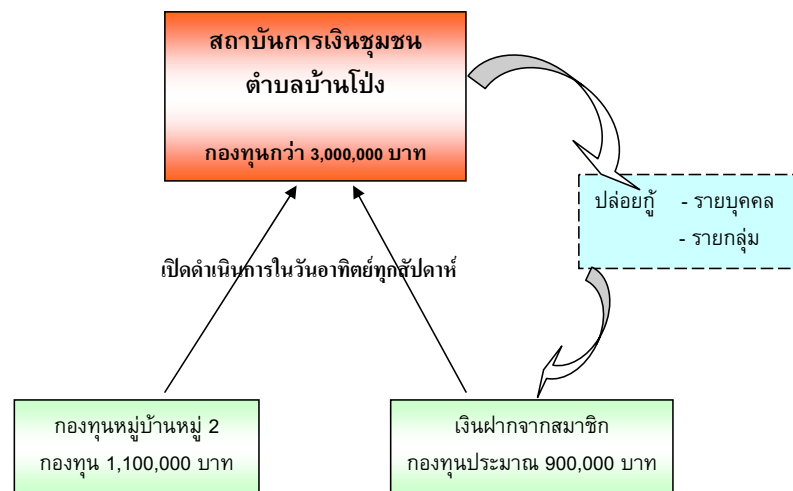 สถาบันการเงินชุมชน
ตำบลบ้านโป่ง
กองทุนกว่า 3,000,000 บาท
ปล่อยกู้ - รายบุคคล
- รายกลุ่ม
เปิดดำเนินการในวันอาทิตย์ทุกสัปดาห์
กองทุนหมู่บ้านหมู่ 2
กองทุน 1,100,000 บาท
เงินฝากจากสมาชิก
กองทุนประมาณ 900,000 บาท